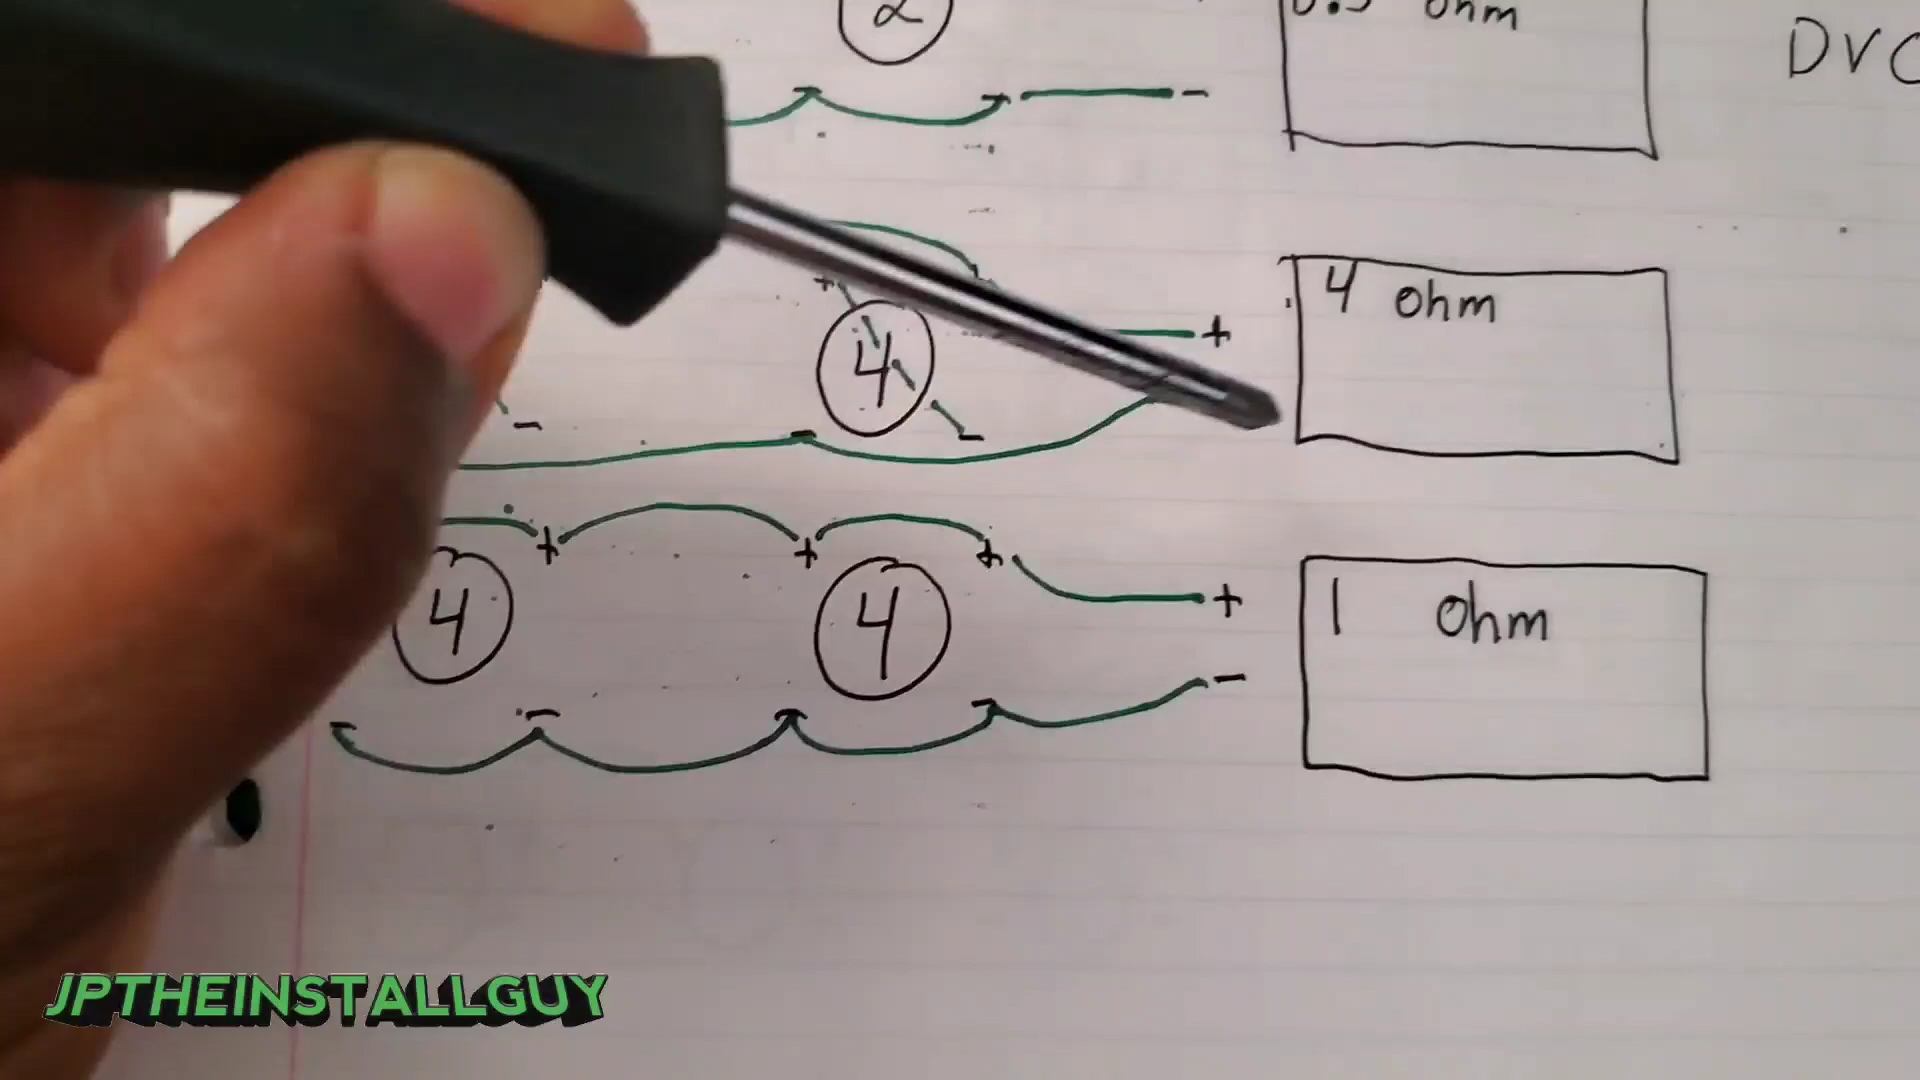 2
ohm
- DVC
4 ohm
+ 4 +
- -
+ + + +
4 4 1 ohm
- -
JPTHEINSTALLGUY